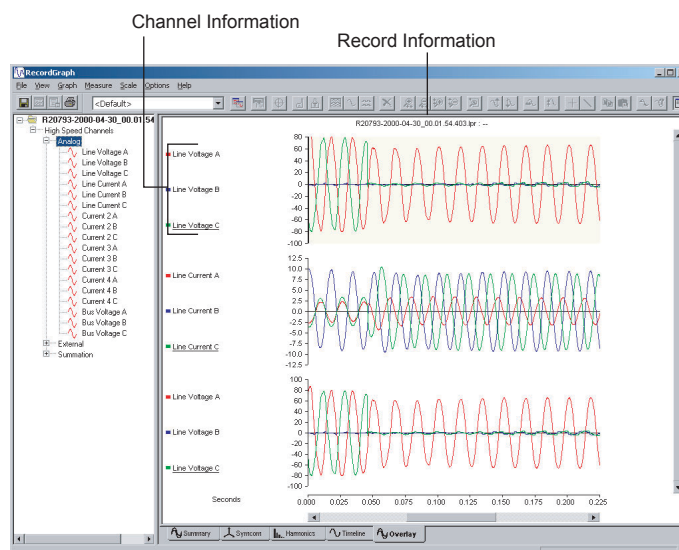 Channel Information
Record Information
RecordGraph
File View Graph Measure Scale Options Help
<Default>
R20793-2000-04-30_00.01.54
High Speed Channels
Analog
Line Voltage A
Line Voltage B
Line Voltage C
Line Current A
Line Current B
Line Current C
Current 2 A
Current 2 B
Current 2 C
Current 3 A
Current 3 B
Current 3 C
Current 4 A
Current 4 B
Current 4 C
Bus Voltage A
Bus Voltage B
Bus Voltage C
External
Summation
R20793-2000-04-30_00.01.54.403.lpr : --
Line Voltage A
Line Voltage B
Line Voltage C
80
60
40
20
0
-20
-40
-60
-80
-100
Line Current A
Line Current B
Line Current C
12.5
10.0
7.5
5.0
2.5
0.0
-2.5
-5.0
-7.5
-10.0
-12.5
Line Voltage A
Line Voltage B
Line Voltage C
100
80
60
40
20
0
-20
-40
-60
-80
-100
Seconds
0.000 0.025 0.050 0.075 0.100 0.125 0.150 0.175 0.200 0.225
Summary Symcom Harmonics Timeline Overlay